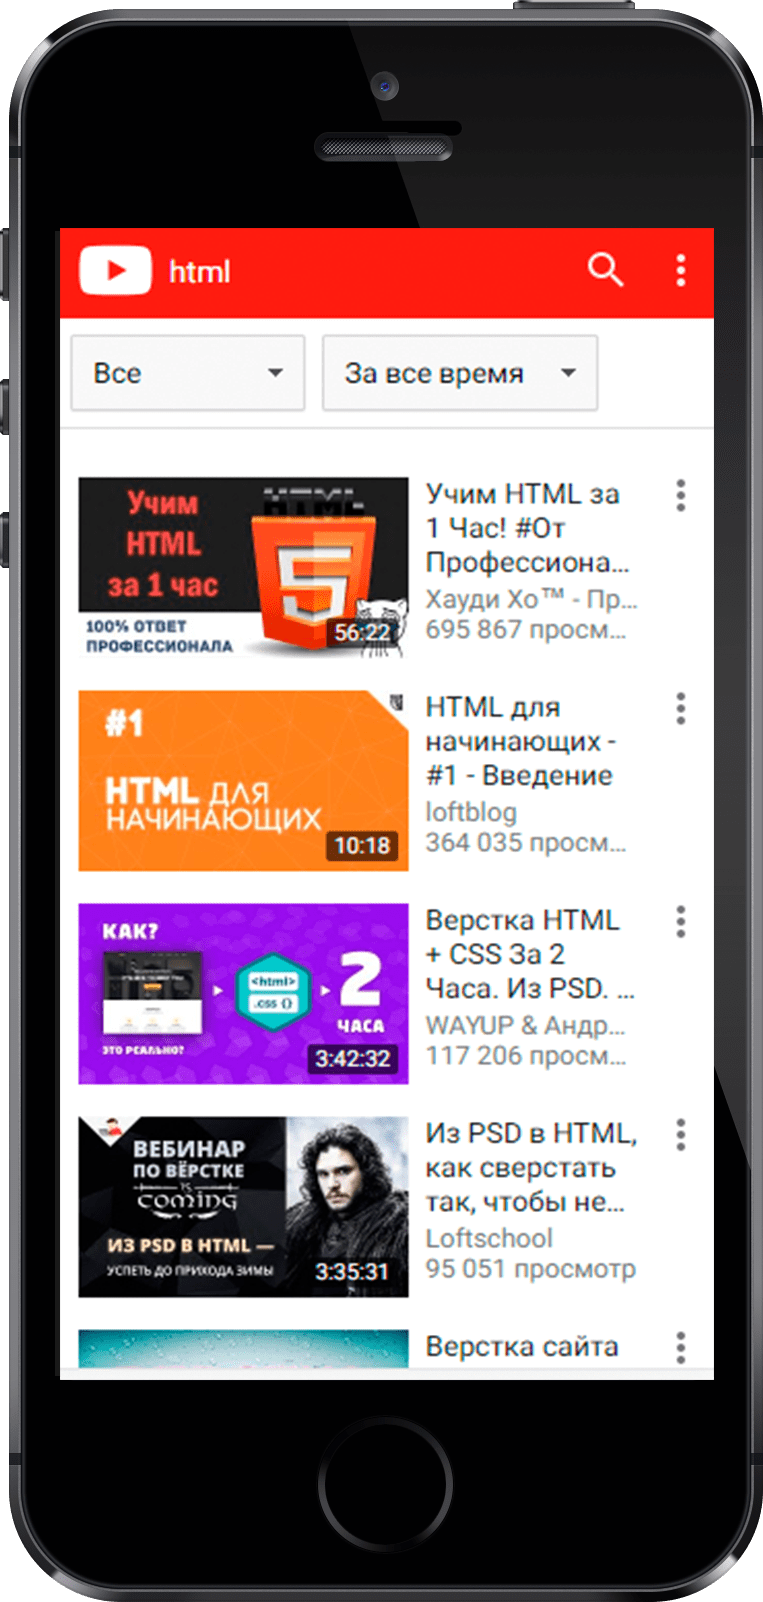 html
Все
За все время
Учим
HTML
за 1 час
100% ОТВЕТ
ПРОФЕССИОНАЛА
HTML
5
56:22
Учим HTML за
1 Час! #От
Профессиона...
Хауди Хо™ - Пр...
695 867 просм...
#1
HTML ДЛЯ
НАЧИНАЮЩИХ
10:18
HTML для
начинающих -
#1 - Введение
loftblog
364 035 просм...
КАК?
<html>
.css {}
2
ЧАСА
ЭТО РЕАЛЬНО?
3:42:32
Верстка HTML
+ CSS За 2
Часа. Из PSD. ...
WAYUP & Андр...
117 206 просм...
ВЕБИНАР
ПО ВЁРСТКЕ
IS
COMING
ИЗ PSD В HTML —
УСПЕТЬ ДО ПРИХОДА ЗИМЫ
3:35:31
Из PSD в HTML,
как сверстать
так, чтобы не...
Loftschool
95 051 просмотр
Верстка сайта